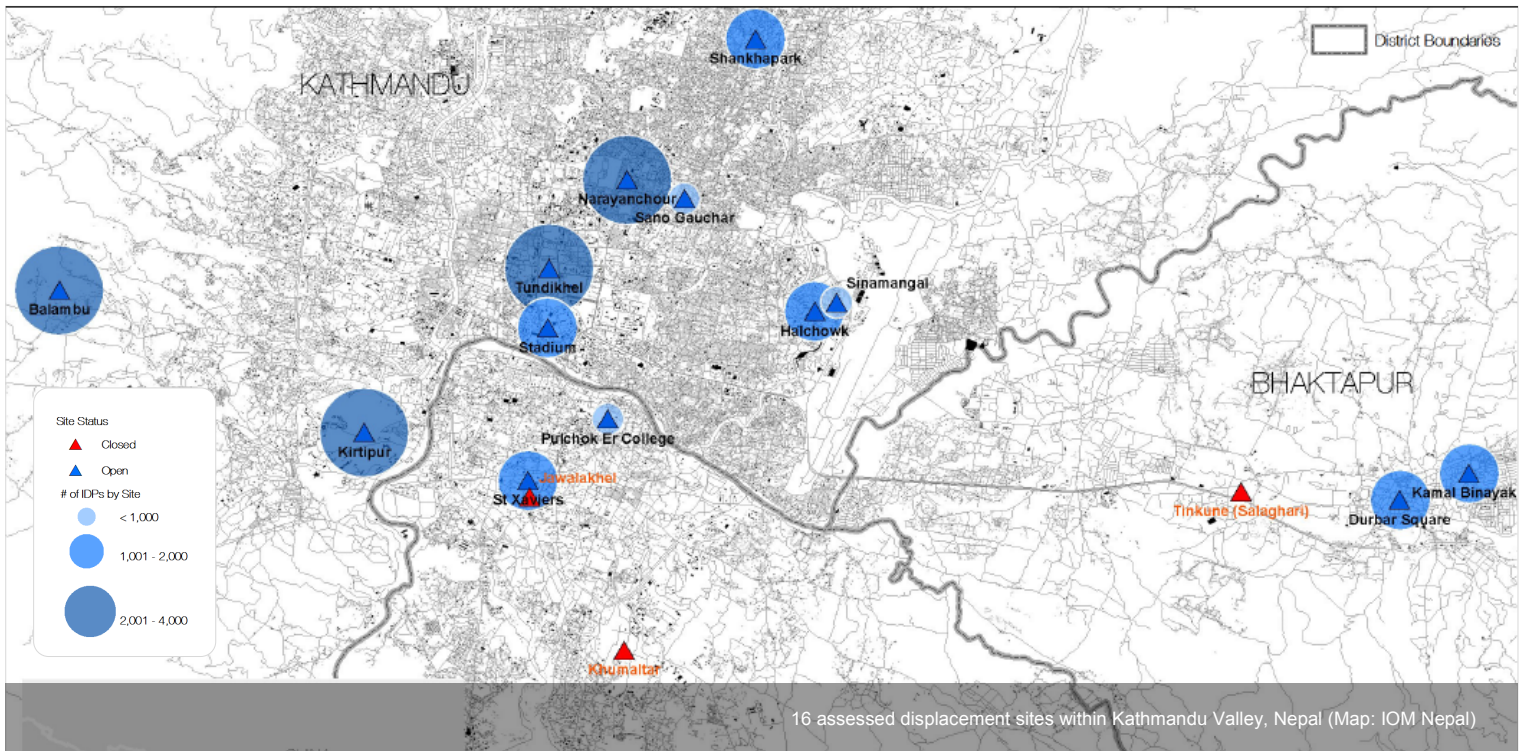 Shankhapark
District Boundaries
KATHMANDU
Narayanchour
Sano Gauchar
Tundikhel
Sinamangal
Balambu
Halchowk
Stadium
BHAKTAPUR
Pulchok Er College
Kirtipur
Jawalakhel
St Xaviers
Kamal Binayak
Tinkune (Salaghari)
Durbar Square
Khumaltar
Site Status
Closed
Open
# of IDPs by Site
< 1,000
1,001 - 2,000
2,001 - 4,000
16 assessed displacement sites within Kathmandu Valley, Nepal (Map: IOM Nepal)